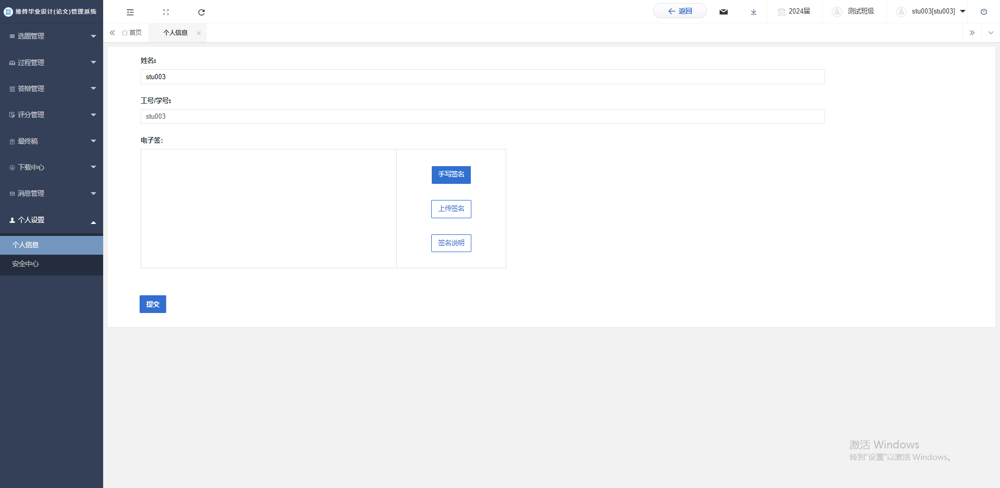 维普毕业设计(论文)管理系统
返回
2024届
测试班级
stu003[stu003]
首页
个人信息
选题管理
过程管理
答辩管理
评分管理
最终稿
下载中心
消息管理
个人设置
个人信息
安全中心
姓名:
stu003
工号/学号:
stu003
电子签:
手写签名
上传签名
签名说明
提交
激活 Windows
转到"设置"以激活 Windows。